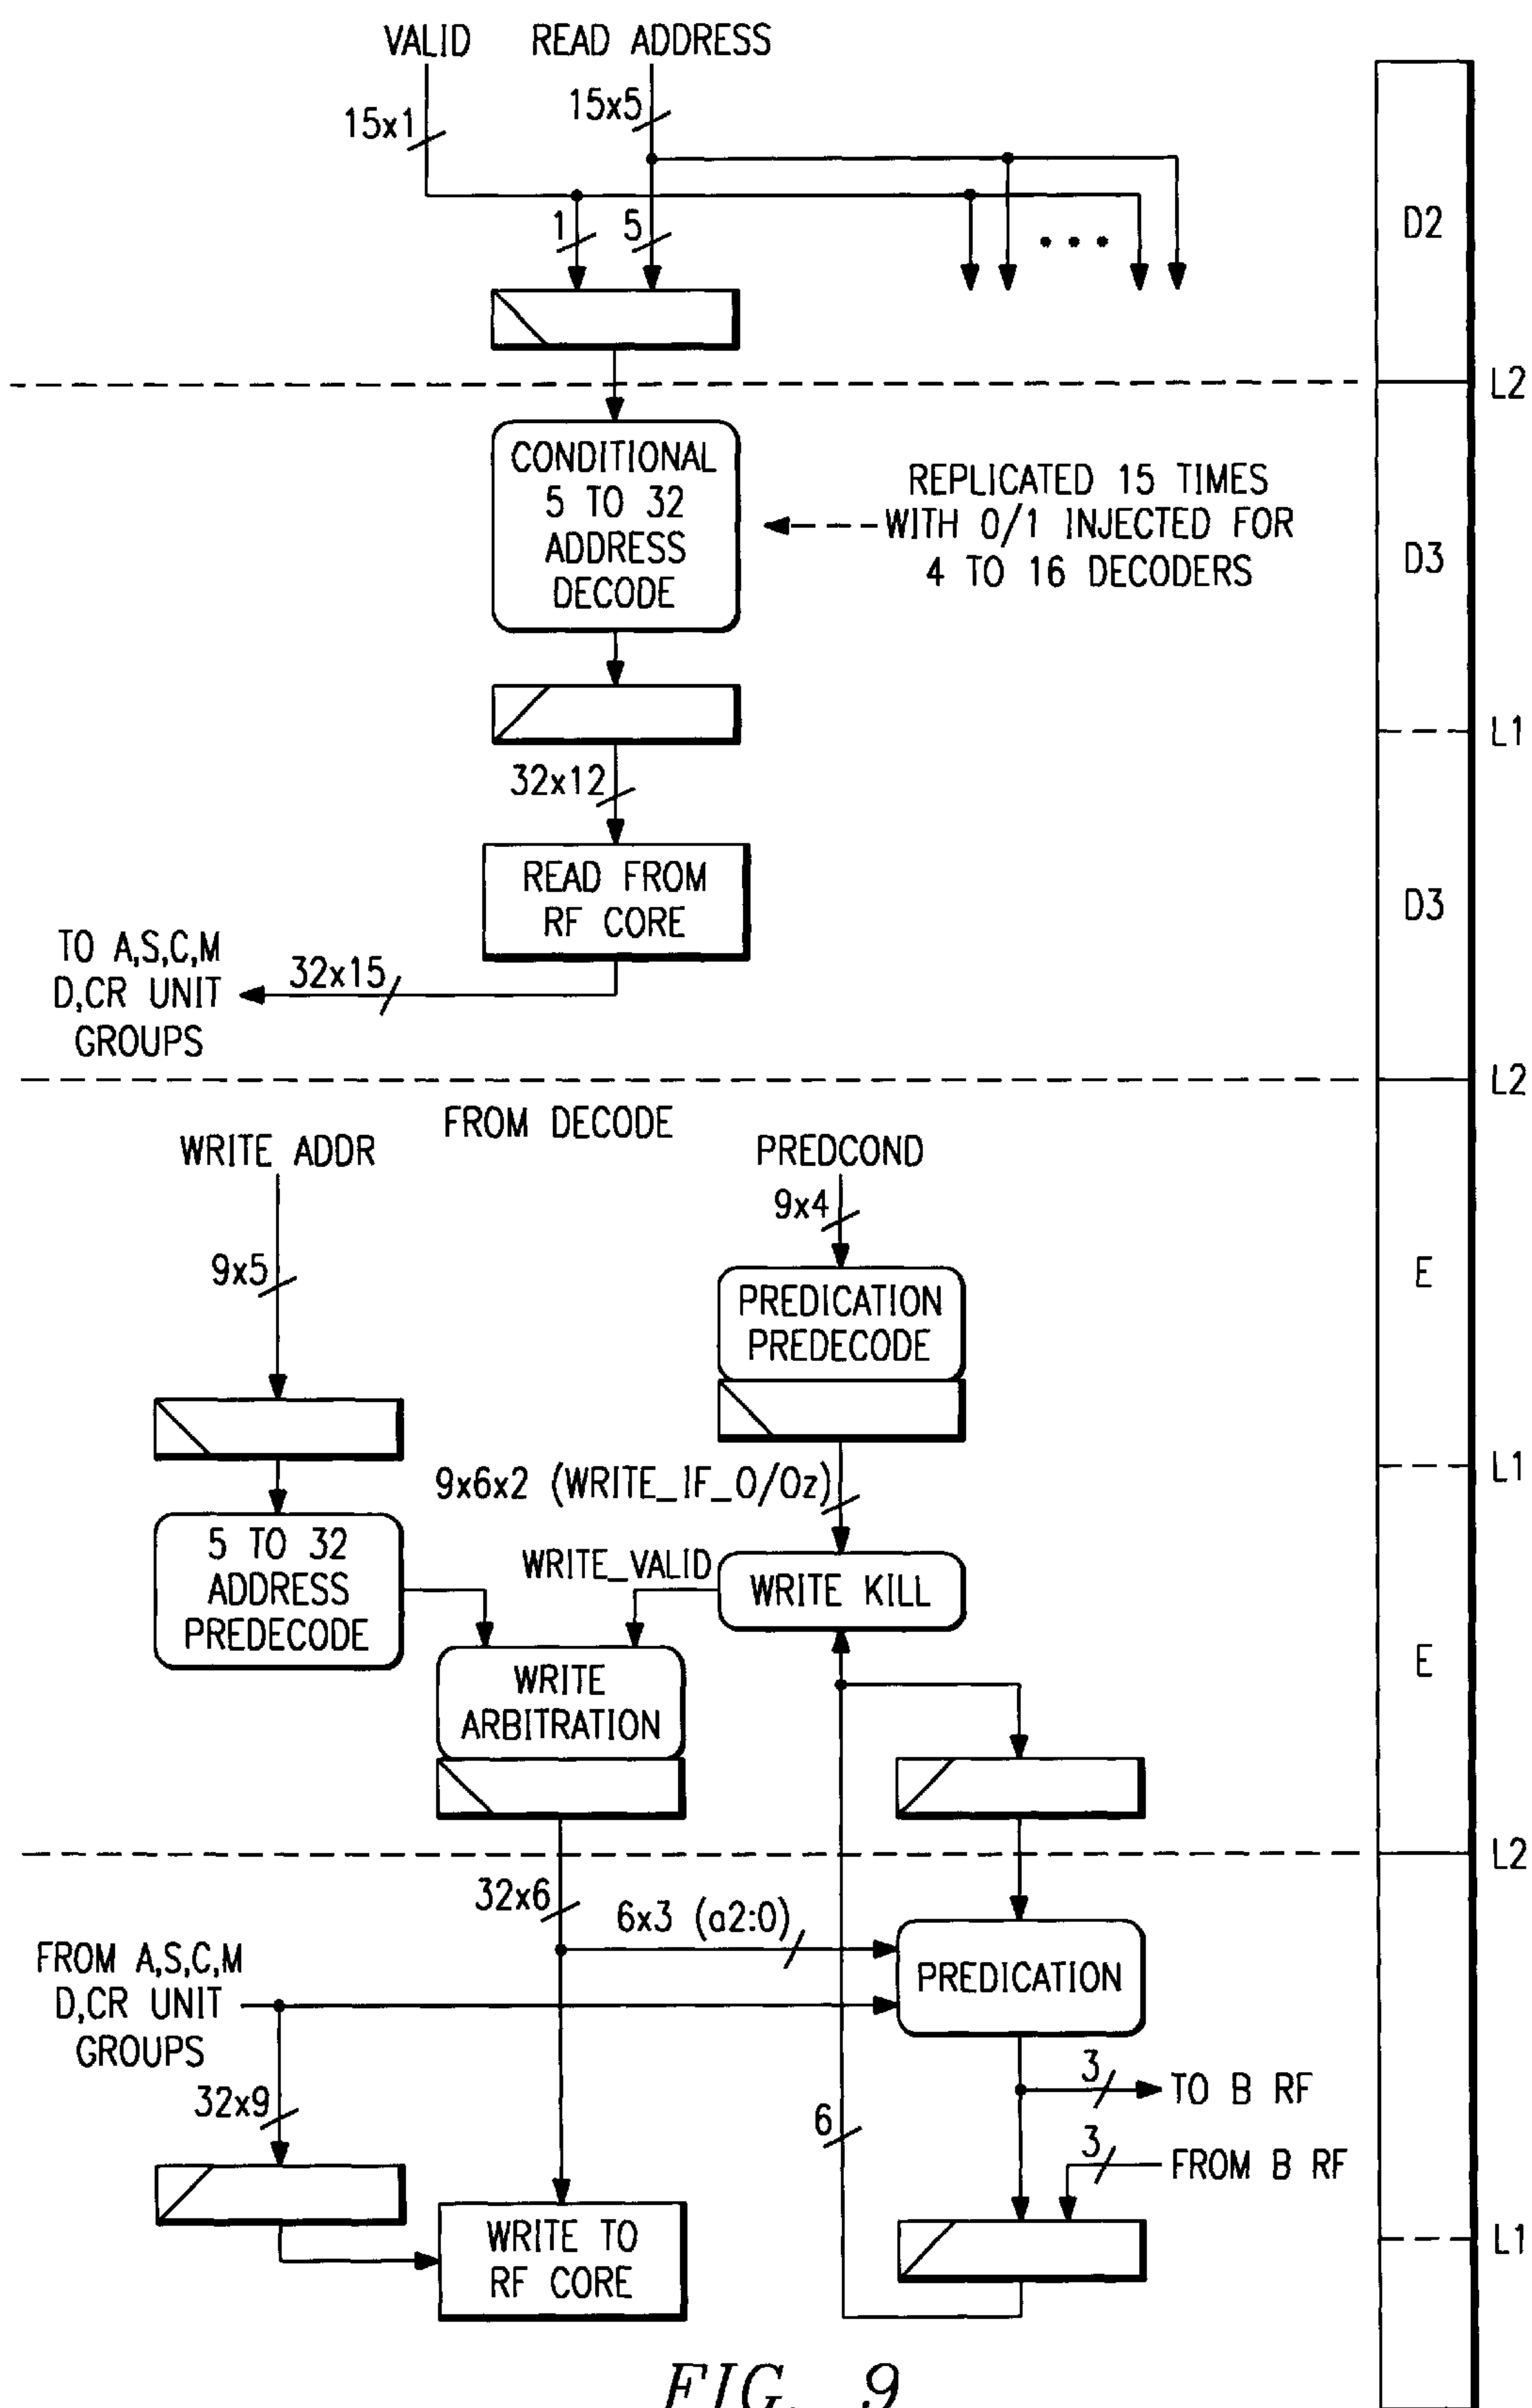 VALID READ ADDRESS
15x1
15x5
1
5
D2
L2
CONDITIONAL
5 TO 32
ADDRESS
DECODE
REPLICATED 15 TIMES
WITH 0/1 INJECTED FOR
4 TO 16 DECODERS
D3
L1
32x12
READ FROM
RF CORE
D3
TO A,S,C,M
D,CR UNIT
GROUPS
32x15
L2
FROM DECODE
WRITE ADDR
PREDCOND
9x4
9x5
PREDICATION
PREDECODE
E
L1
9x6x2 (WRITE_IF_0/0z)
5 TO 32
ADDRESS
PREDECODE
WRITE_VALID
WRITE KILL
WRITE
ARBITRATION
E
L2
32x6
6x3 (a2:0)
FROM A,S,C,M
D,CR UNIT
GROUPS
PREDICATION
32x9
6
3
TO B RF
3
FROM B RF
WRITE TO
RF CORE
L1
FIG. 9